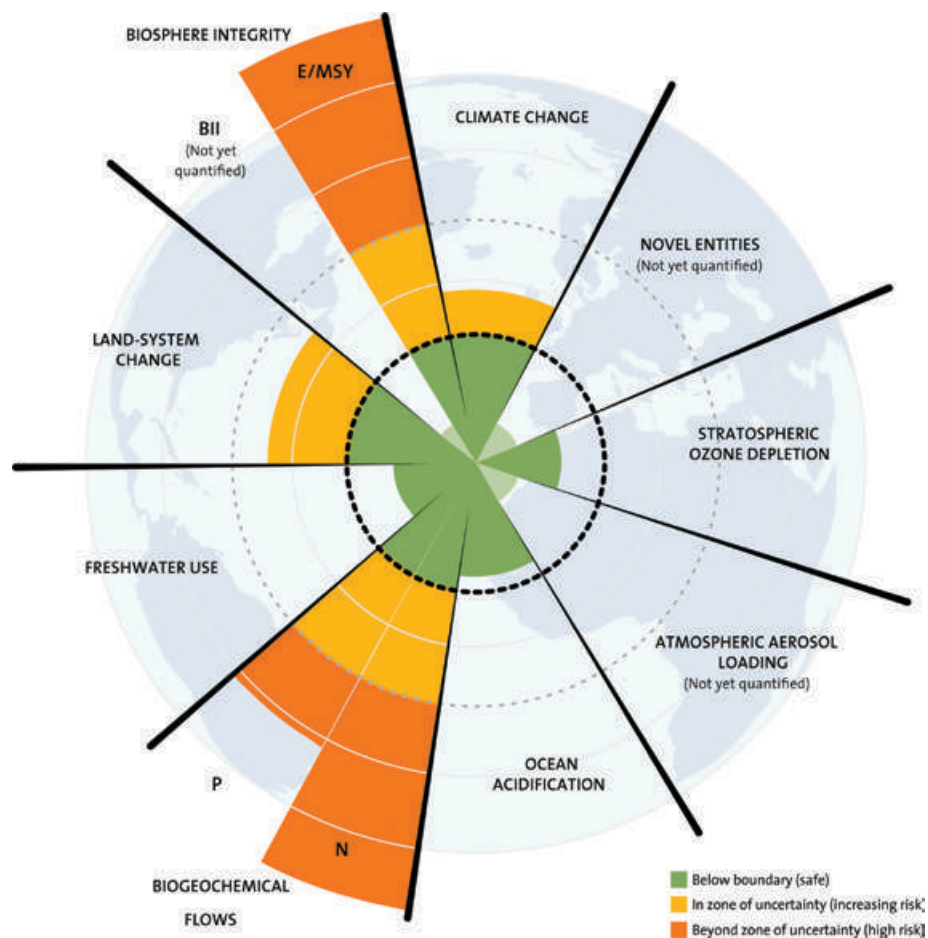 BIOSPHERE INTEGRITY
E/MSY
CLIMATE CHANGE
BII
(Not yet
quantified)
NOVEL ENTITIES
(Not yet quantified)
LAND-SYSTEM
CHANGE
STRATOSPHERIC
OZONE DEPLETION
FRESHWATER USE
ATMOSPHERIC AEROSOL
LOADING
(Not yet quantified)
OCEAN
ACIDIFICATION
P
N
BIOGEOCHEMICAL
FLOWS
Below boundary (safe)
In zone of uncertainty (increasing risk)
Beyond zone of uncertainty (high risk)